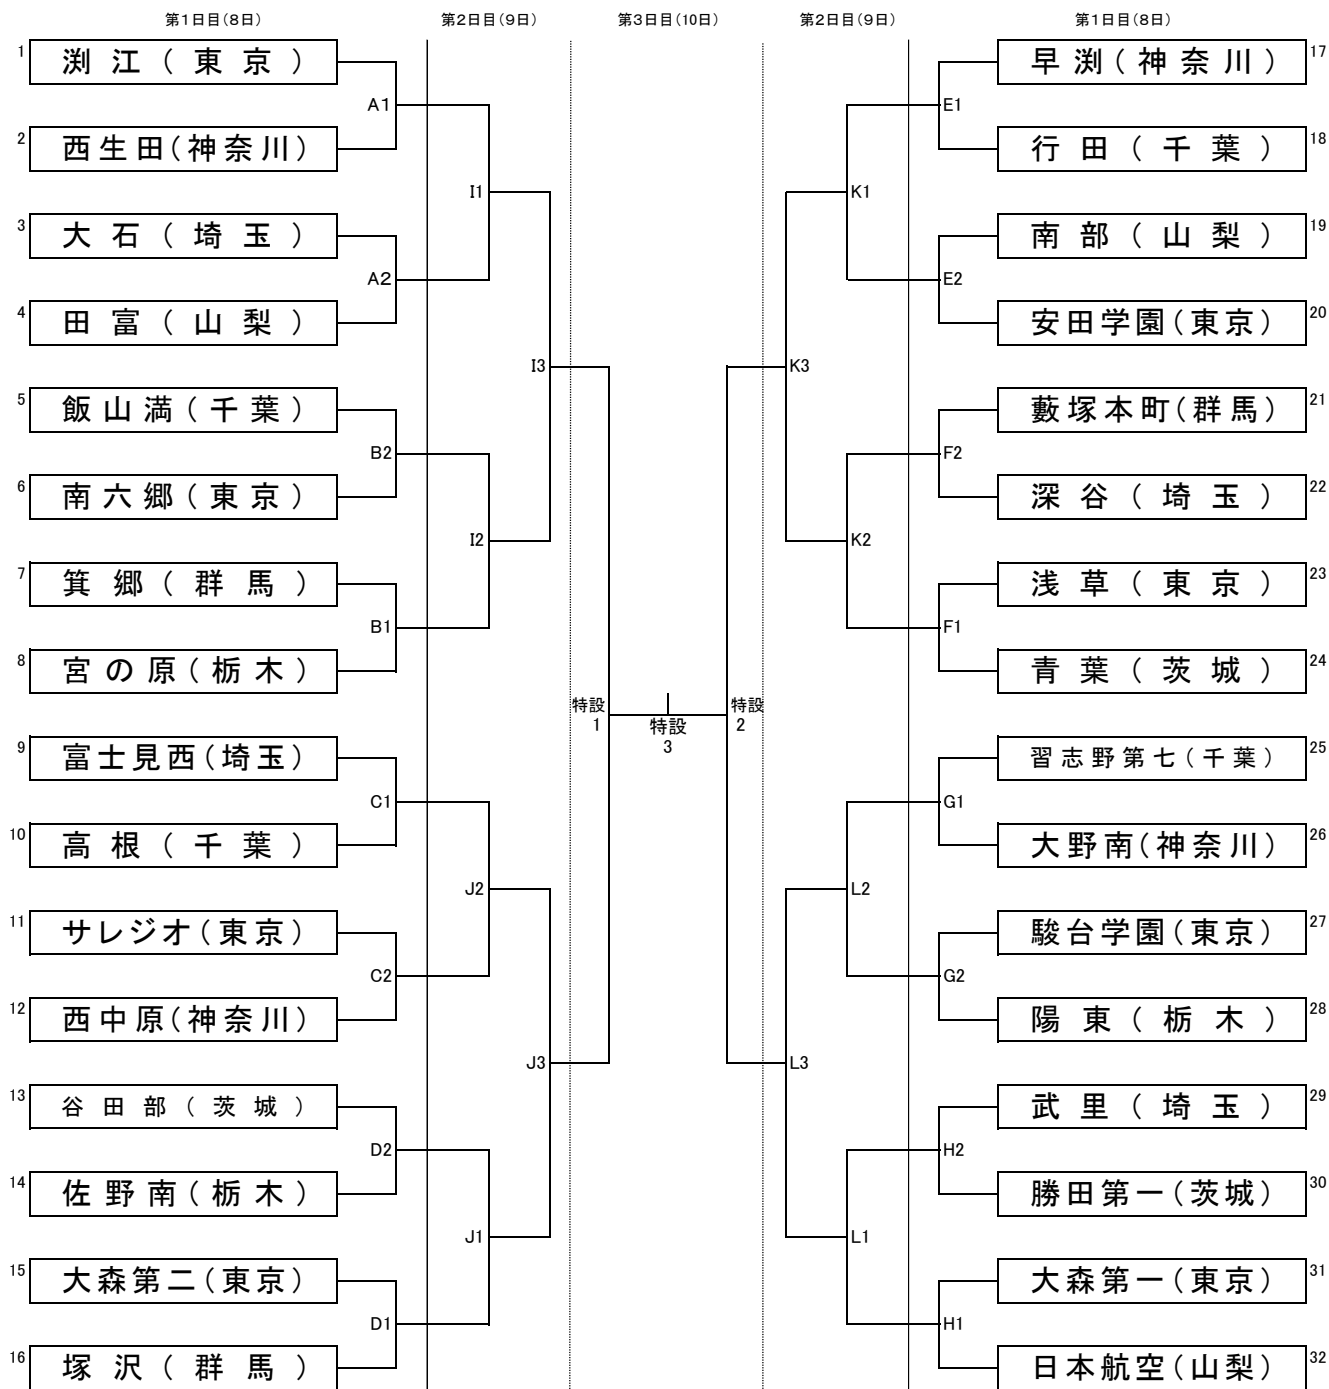 第1日目(8日) 第2日目(9日) 第3日目(10日) 第2日目(9日) 第1日目(8日)
1 渕江(東京)
A1
2 西生田(神奈川)
I1
3 大石(埼玉)
A2
4 田富(山梨)
I3
5 飯山満(千葉)
B2
6 南六郷(東京)
I2
7 箕郷(群馬)
B1
8 宮の原(栃木)
特設
1
9 富士見西(埼玉)
C1
10 高根(千葉)
J2
11 サレジオ(東京)
C2
12 西中原(神奈川)
J3
13 谷田部(茨城)
D2
14 佐野南(栃木)
J1
15 大森第二(東京)
D1
16 塚沢(群馬)
特設
3
早渕(神奈川) 17
E1
行田(千葉) 18
K1
南部(山梨) 19
E2
安田学園(東京) 20
K3
藪塚本町(群馬) 21
F2
深谷(埼玉) 22
K2
浅草(東京) 23
F1
青葉(茨城) 24
特設
2
習志野第七(千葉) 25
G1
大野南(神奈川) 26
L2
駿台学園(東京) 27
G2
陽東(栃木) 28
L3
武里(埼玉) 29
H2
勝田第一(茨城) 30
L1
大森第一(東京) 31
H1
日本航空(山梨) 32